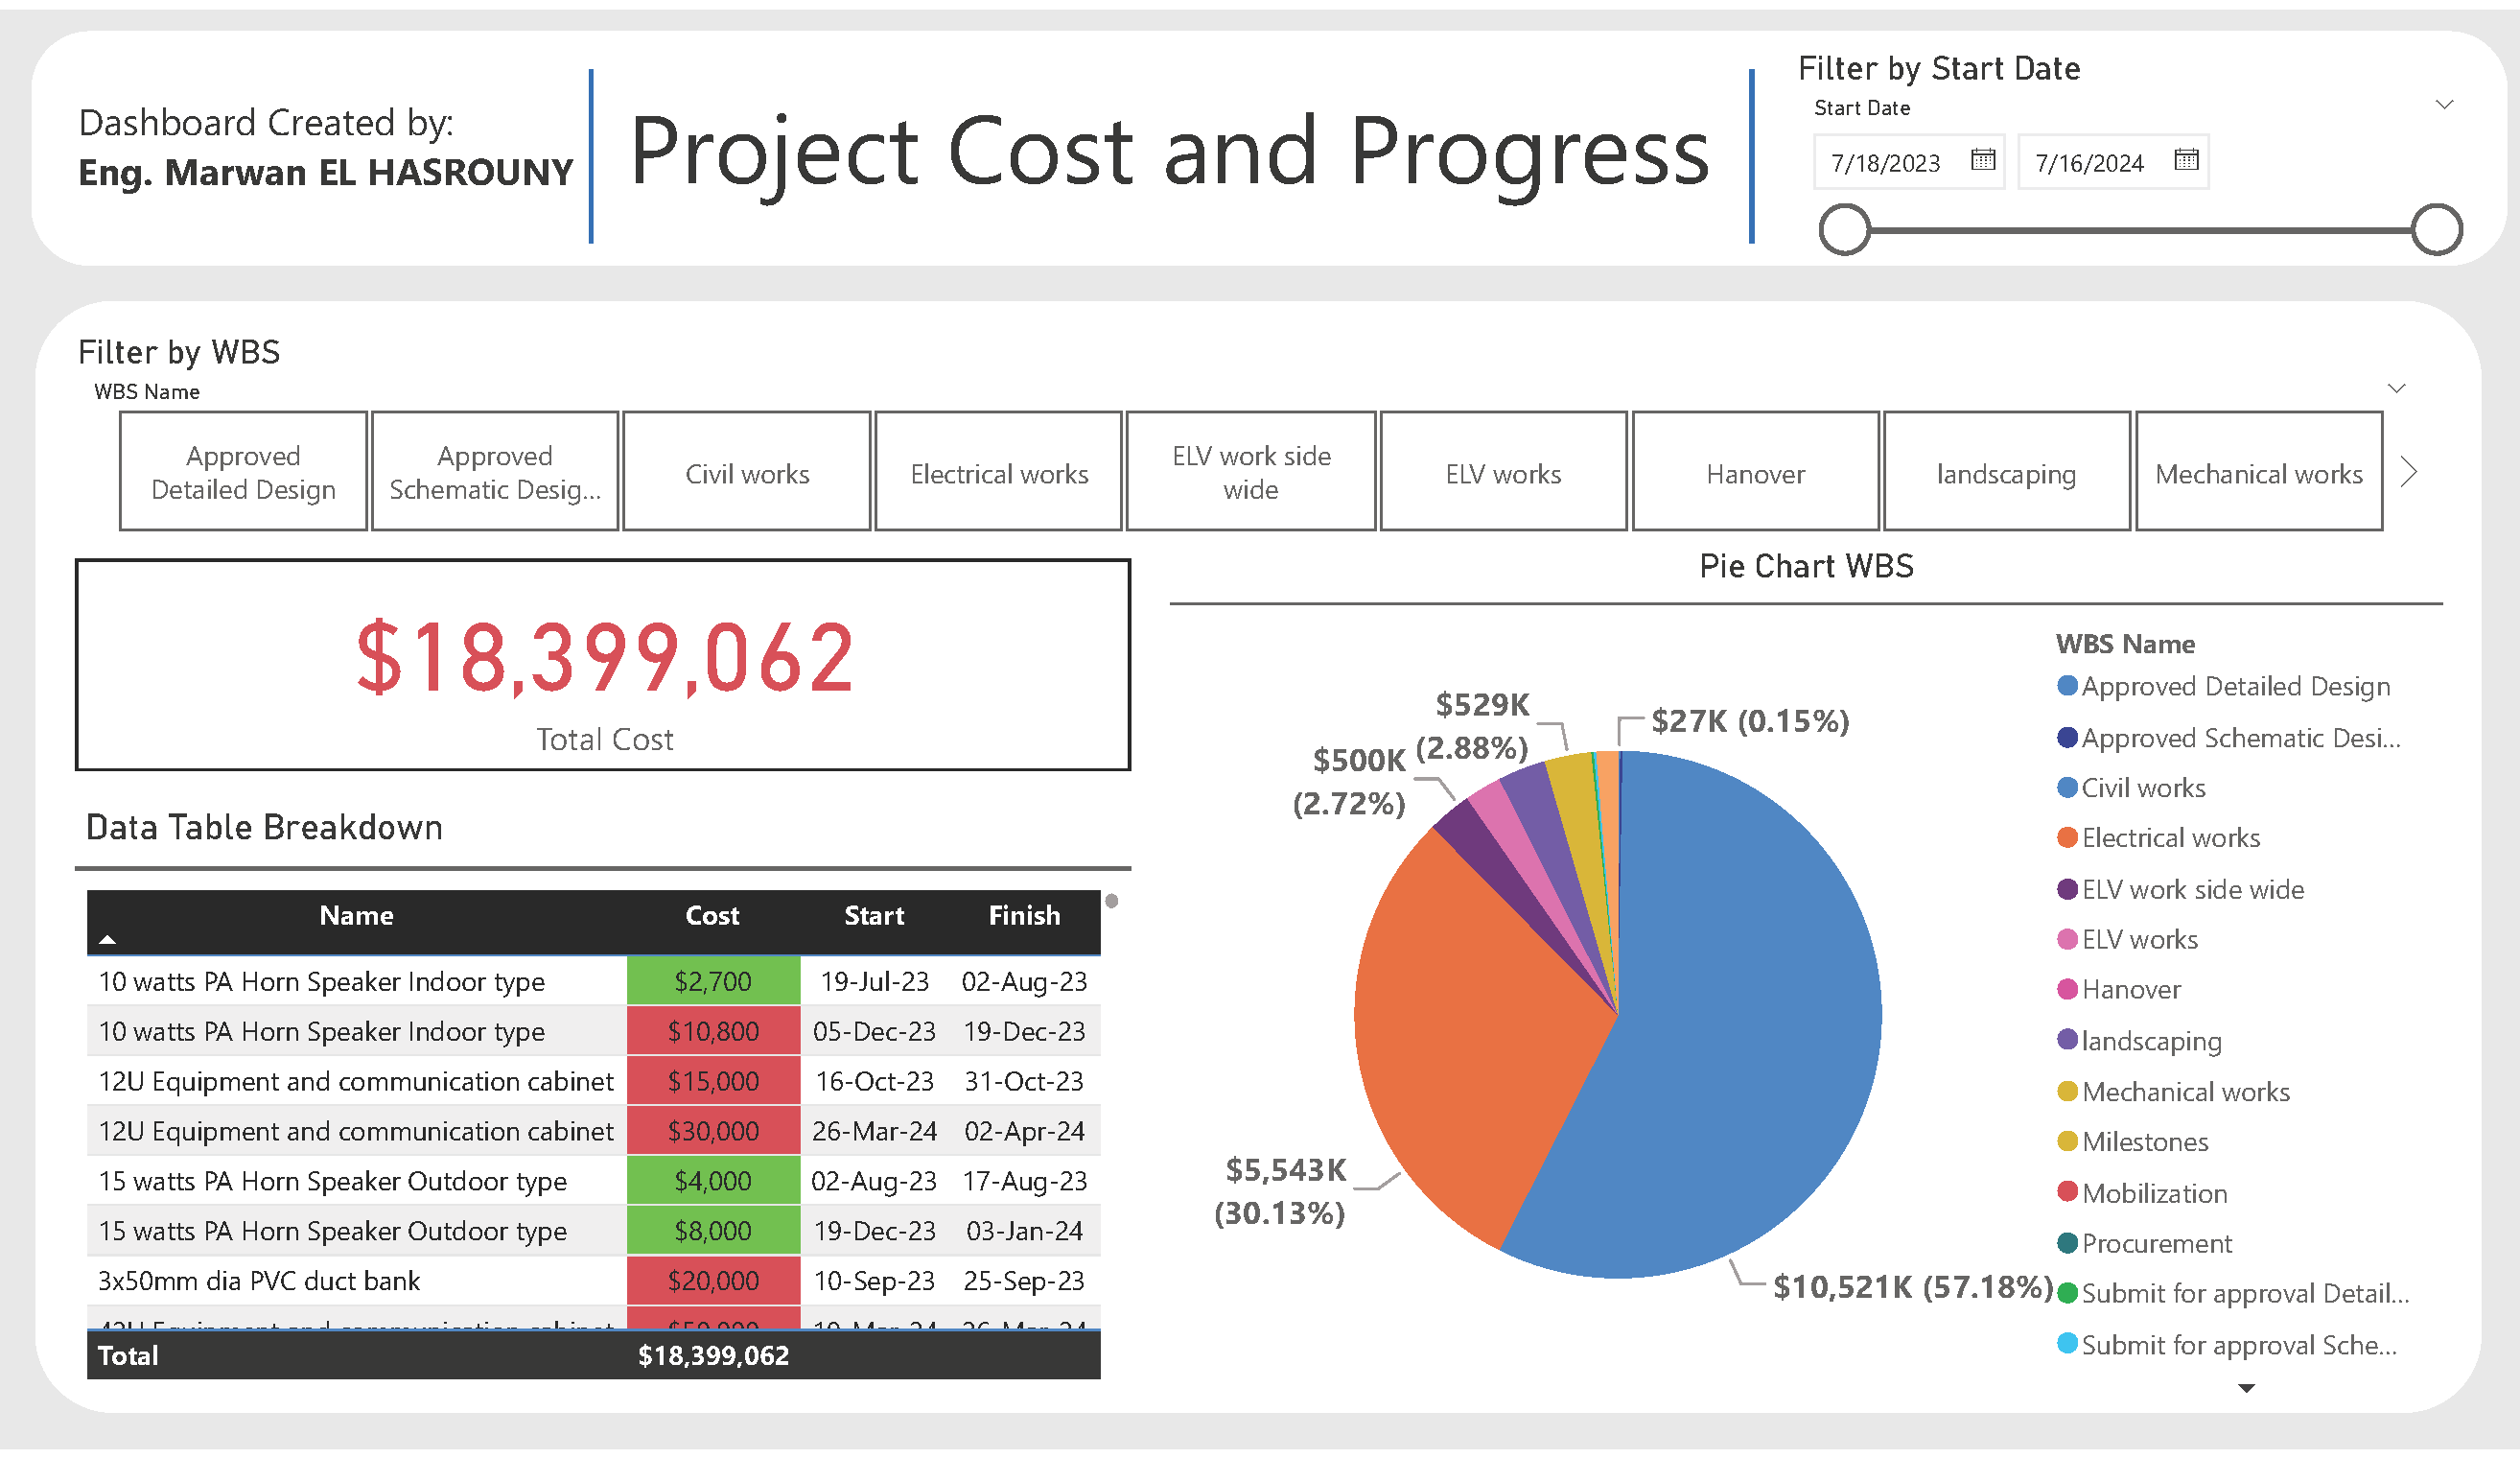 Dashboard Created by:
Eng. Marwan EL HASROUNY
Project Cost and Progress
Filter by Start Date
Start Date
7/18/2023
7/16/2024
Filter by WBS
WBS Name
Approved
Detailed Design
Approved
Schematic Desig...
Civil works
Electrical works
ELV work side
wide
ELV works
Hanover
landscaping
Mechanical works
$18,399,062
Total Cost
Data Table Breakdown
Name Cost Start Finish
10 watts PA Horn Speaker Indoor type $2,700 19-Jul-23 02-Aug-23
10 watts PA Horn Speaker Indoor type $10,800 05-Dec-23 19-Dec-23
12U Equipment and communication cabinet $15,000 16-Oct-23 31-Oct-23
12U Equipment and communication cabinet $30,000 26-Mar-24 02-Apr-24
15 watts PA Horn Speaker Outdoor type $4,000 02-Aug-23 17-Aug-23
15 watts PA Horn Speaker Outdoor type $8,000 19-Dec-23 03-Jan-24
3x50mm dia PVC duct bank $20,000 10-Sep-23 25-Sep-23
Total $18,399,062
Pie Chart WBS
$529K
(2.88%)
$27K (0.15%)
$500K
(2.72%)
$5,543K
(30.13%)
$10,521K (57.18%)
WBS Name
Approved Detailed Design
Approved Schematic Desi...
Civil works
Electrical works
ELV work side wide
ELV works
Hanover
landscaping
Mechanical works
Milestones
Mobilization
Procurement
Submit for approval Detail...
Submit for approval Sche...